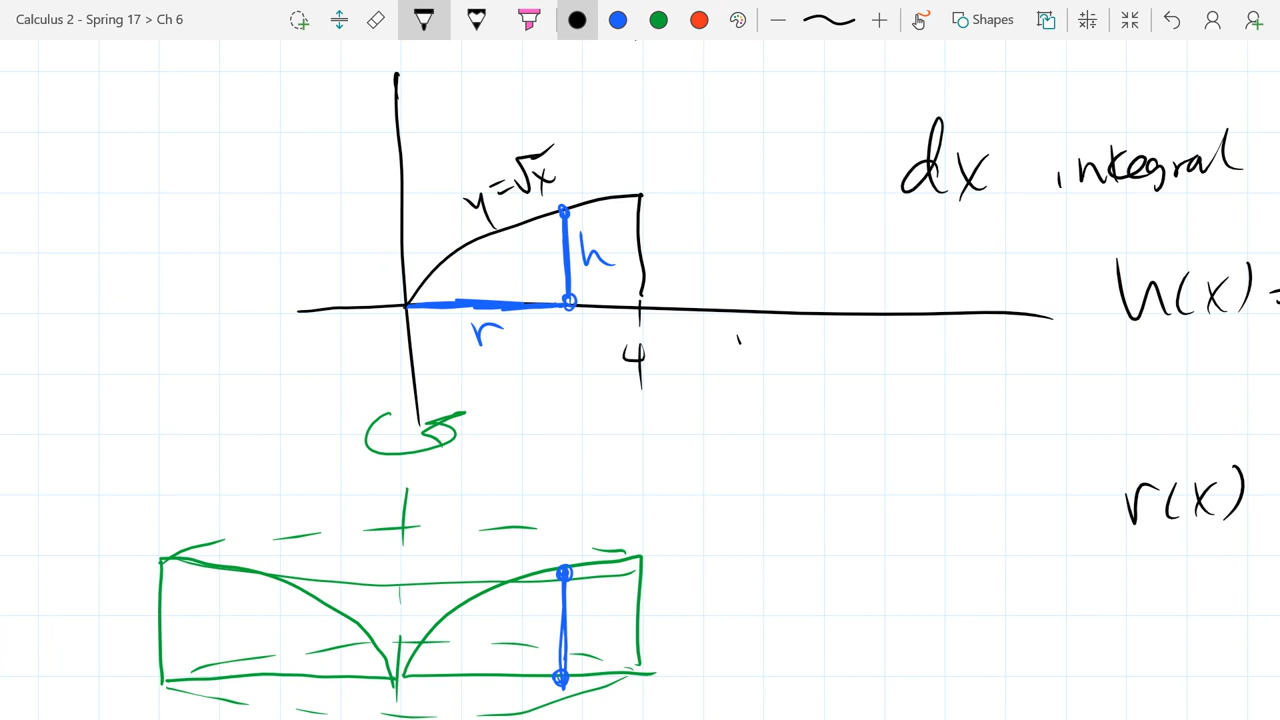 Calculus 2 - Spring 17 > Ch 6
Shapes
y=√x
dx integral
h
h(x)=
r
4
r(x)